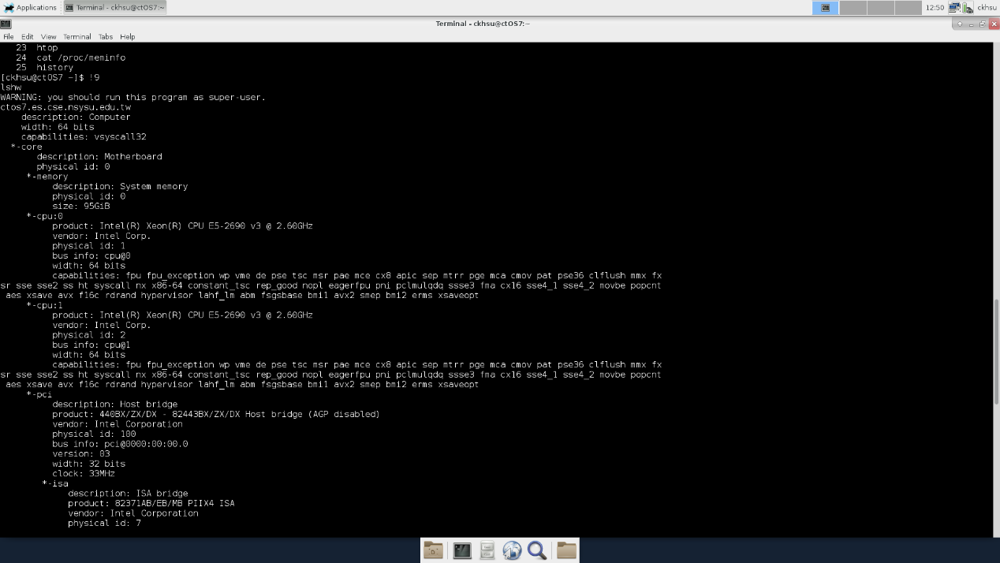 Applications
Terminal - ckhsu@ctOS7:~
12:50
ckhsu
Terminal - ckhsu@ctOS7:~
File Edit View Terminal Tabs Help
23 htop
24 cat /proc/meminfo
25 history
[ckhsu@ctOS7 ~]$ !9
lshw
WARNING: you should run this program as super-user.
ctos7.es.cse.nsysu.edu.tw
description: Computer
width: 64 bits
capabilities: vsyscall32
*-core
description: Motherboard
physical id: 0
*-memory
description: System memory
physical id: 0
size: 95GiB
*-cpu:0
product: Intel(R) Xeon(R) CPU E5-2690 v3 @ 2.60GHz
vendor: Intel Corp.
physical id: 1
bus info: cpu@0
width: 64 bits
capabilities: fpu fpu_exception wp vme de pse tsc msr pae mce cx8 apic sep mtrr pge mca cmov pat pse36 clflush mmx fx
sr sse sse2 ss ht syscall nx x86-64 constant_tsc rep_good nopl eagerfpu pni pclmulqdq ssse3 fma cx16 sse4_1 sse4_2 movbe popcnt
aes xsave avx f16c rdrand hypervisor lahf_lm abm fsgsbase bmi1 avx2 smep bmi2 erms xsaveopt
*-cpu:1
product: Intel(R) Xeon(R) CPU E5-2690 v3 @ 2.60GHz
vendor: Intel Corp.
physical id: 2
bus info: cpu@1
width: 64 bits
capabilities: fpu fpu_exception wp vme de pse tsc msr pae mce cx8 apic sep mtrr pge mca cmov pat pse36 clflush mmx fx
sr sse sse2 ss ht syscall nx x86-64 constant_tsc rep_good nopl eagerfpu pni pclmulqdq ssse3 fma cx16 sse4_1 sse4_2 movbe popcnt
aes xsave avx f16c rdrand hypervisor lahf_lm abm fsgsbase bmi1 avx2 smep bmi2 erms xsaveopt
*-pci
description: Host bridge
product: 440BX/ZX/DX - 82443BX/ZX/DX Host bridge (AGP disabled)
vendor: Intel Corporation
physical id: 100
bus info: pci@0000:00:00.0
version: 03
width: 32 bits
clock: 33MHz
*-isa
description: ISA bridge
product: 82371AB/EB/MB PIIX4 ISA
vendor: Intel Corporation
physical id: 7